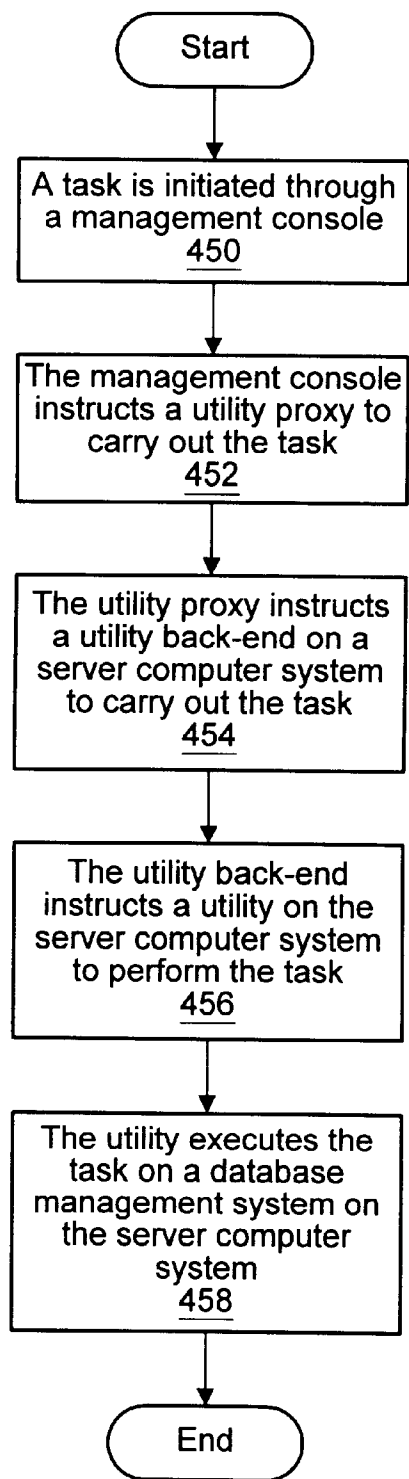 Start
A task is initiated through
a management console
450
The management console
instructs a utility proxy to
carry out the task
452
The utility proxy instructs
a utility back-end on a
server computer system
to carry out the task
454
The utility back-end
instructs a utility on the
server computer system
to perform the task
456
The utility executes the
task on a database
management system on
the server computer
system
458
End